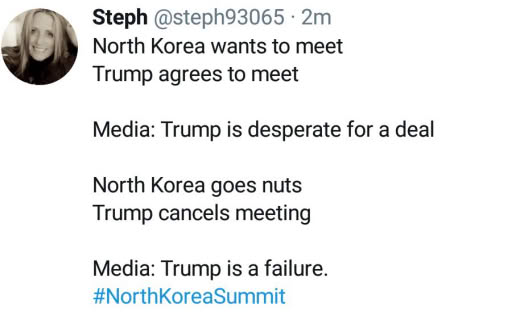 Steph @steph93065 · 2m
North Korea wants to meet
Trump agrees to meet
Media: Trump is desperate for a deal
North Korea goes nuts
Trump cancels meeting
Media: Trump is a failure.
#NorthKoreaSummit